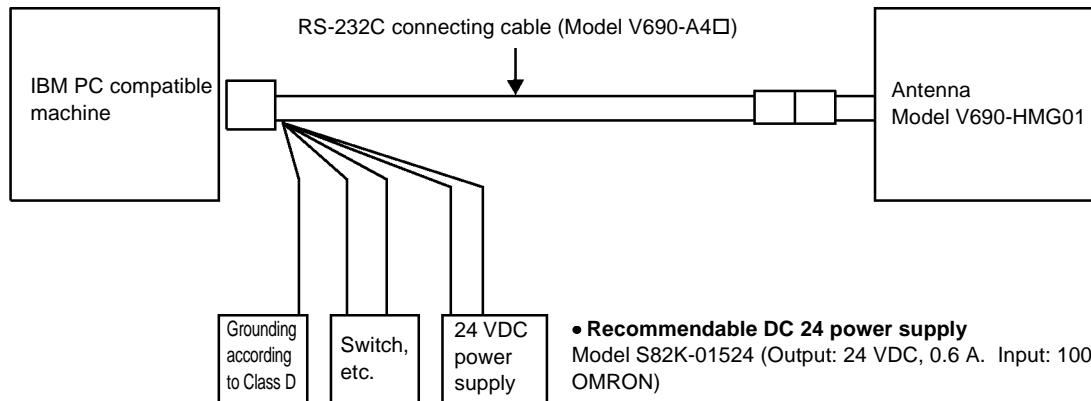 RS-232C connecting cable (Model V690-A4□)
IBM PC compatible
machine
Antenna
Model V690-HMG01
Grounding
according
to Class D
Switch,
etc.
24 VDC
power
supply
• Recommendable DC 24 power supply
Model S82K-01524 (Output: 24 VDC, 0.6 A. Input: 100
OMRON)